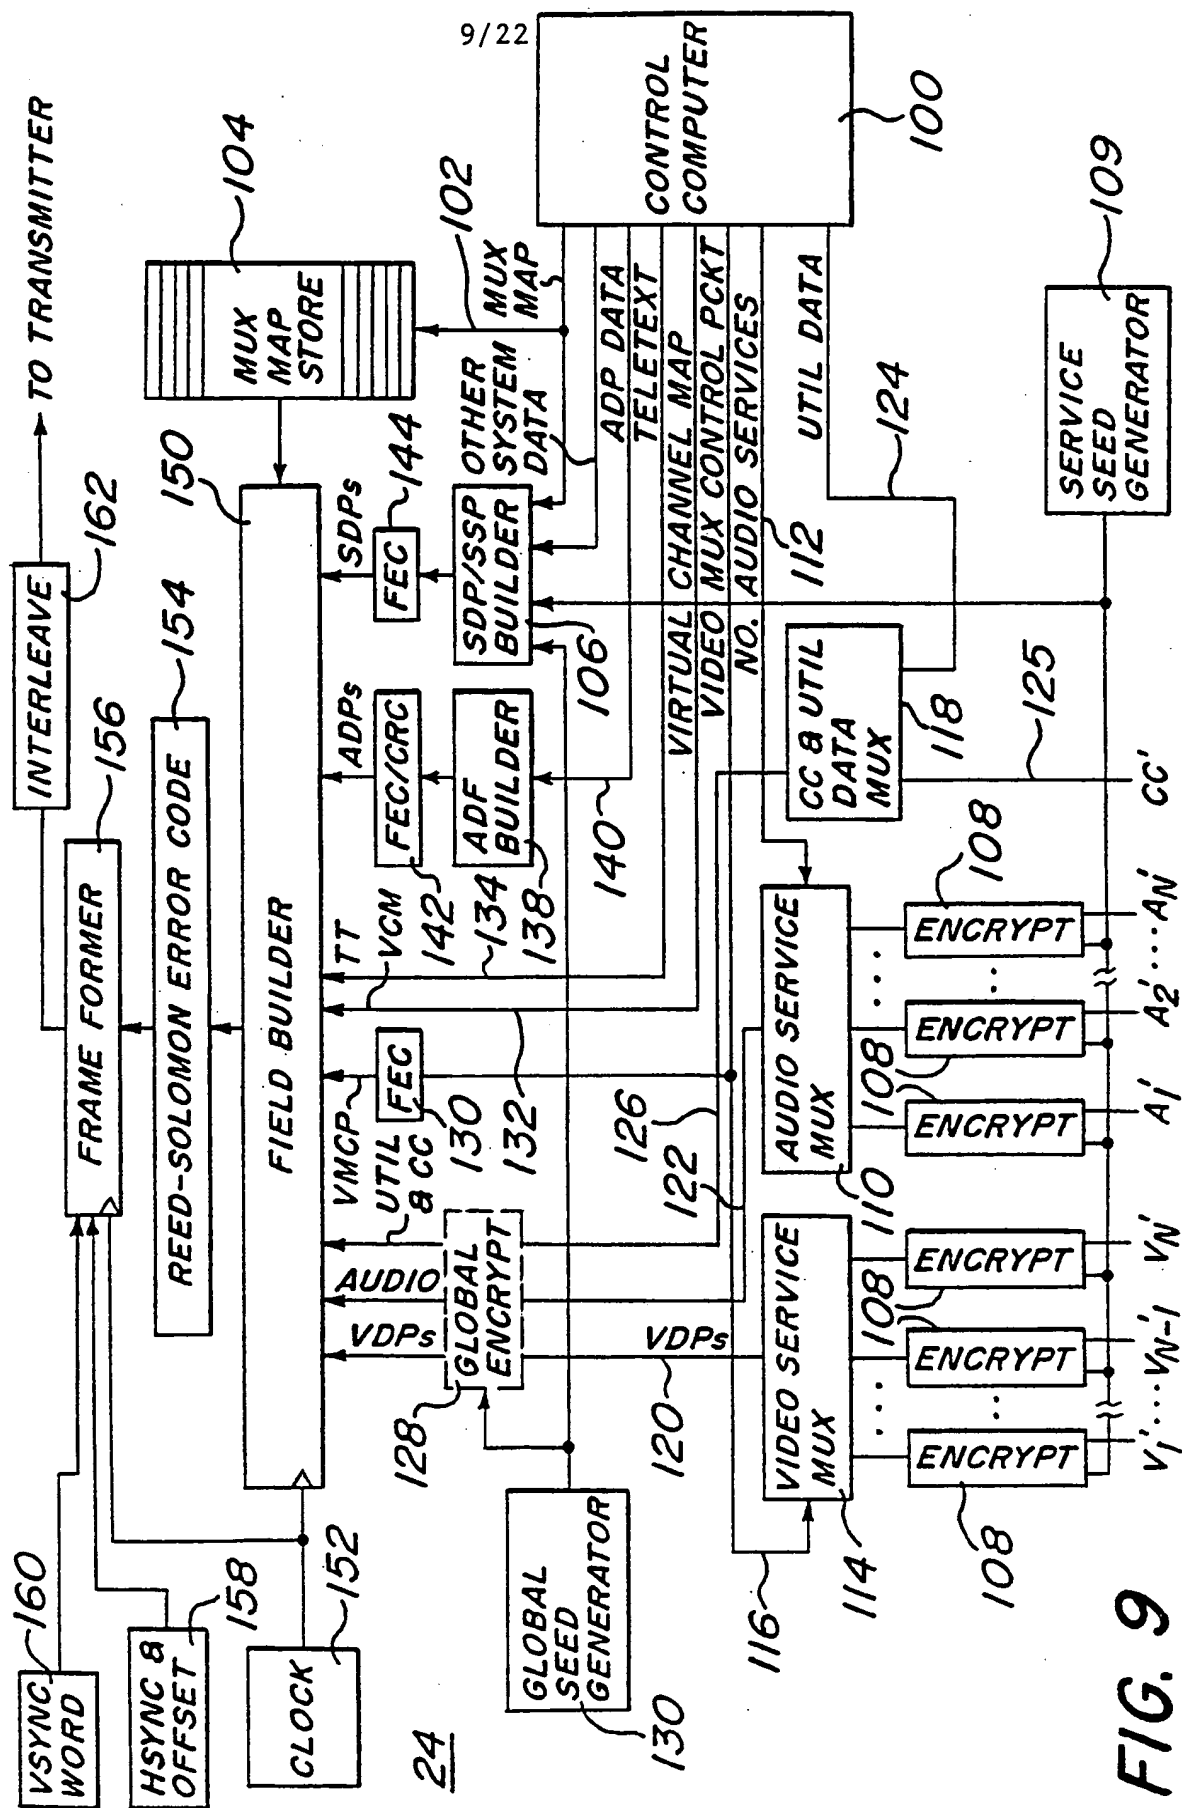 9/22
VSYNC
WORD
160
HSYNC &
OFFSET
158
CLOCK
152
24
FRAME FORMER
156
INTERLEAVE
162
TO TRANSMITTER
REED-SOLOMON ERROR CODE
154
FIELD BUILDER
150
MUX
MAP
STORE
104
VDPs
AUDIO
UTIL
& CC
VMCP
VCM
TT
ADPs
SDPs
GLOBAL
ENCRYPT
128
FEC
130
132
134
FEC/CRC
142
FEC
144
ADF
BUILDER
138
140
SDP/SSP
BUILDER
106
OTHER
SYSTEM
DATA
MUX
MAP
102
CONTROL
COMPUTER
100
ADP DATA
TELETEXT
VIRTUAL CHANNEL MAP
VIDEO MUX CONTROL PCKT
NO. AUDIO SERVICES
UTIL DATA
112
124
GLOBAL
SEED
GENERATOR
130
VDPs
120
122
126
116
VIDEO SERVICE
MUX
114
AUDIO SERVICE
MUX
110
CC & UTIL
DATA
MUX
118
125
SERVICE
SEED
GENERATOR
109
ENCRYPT
108
ENCRYPT
ENCRYPT
108
ENCRYPT
ENCRYPT
108
ENCRYPT
108
V1' .... VN-1' VN' A1' A2' .... AN' CC'
FIG. 9